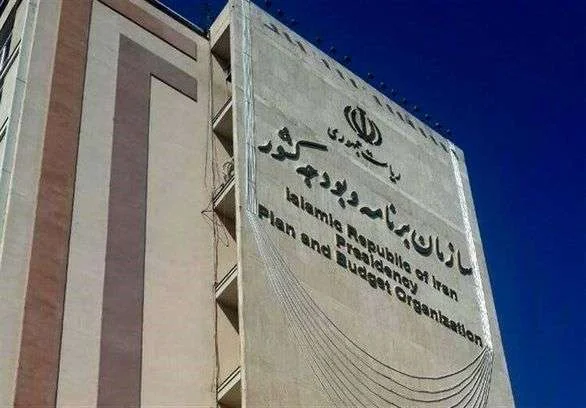 ریاست جمهوری
سازمان برنامه و بودجه کشور
Islamic Republic of Iran
Presidency
Plan and Budget Organization